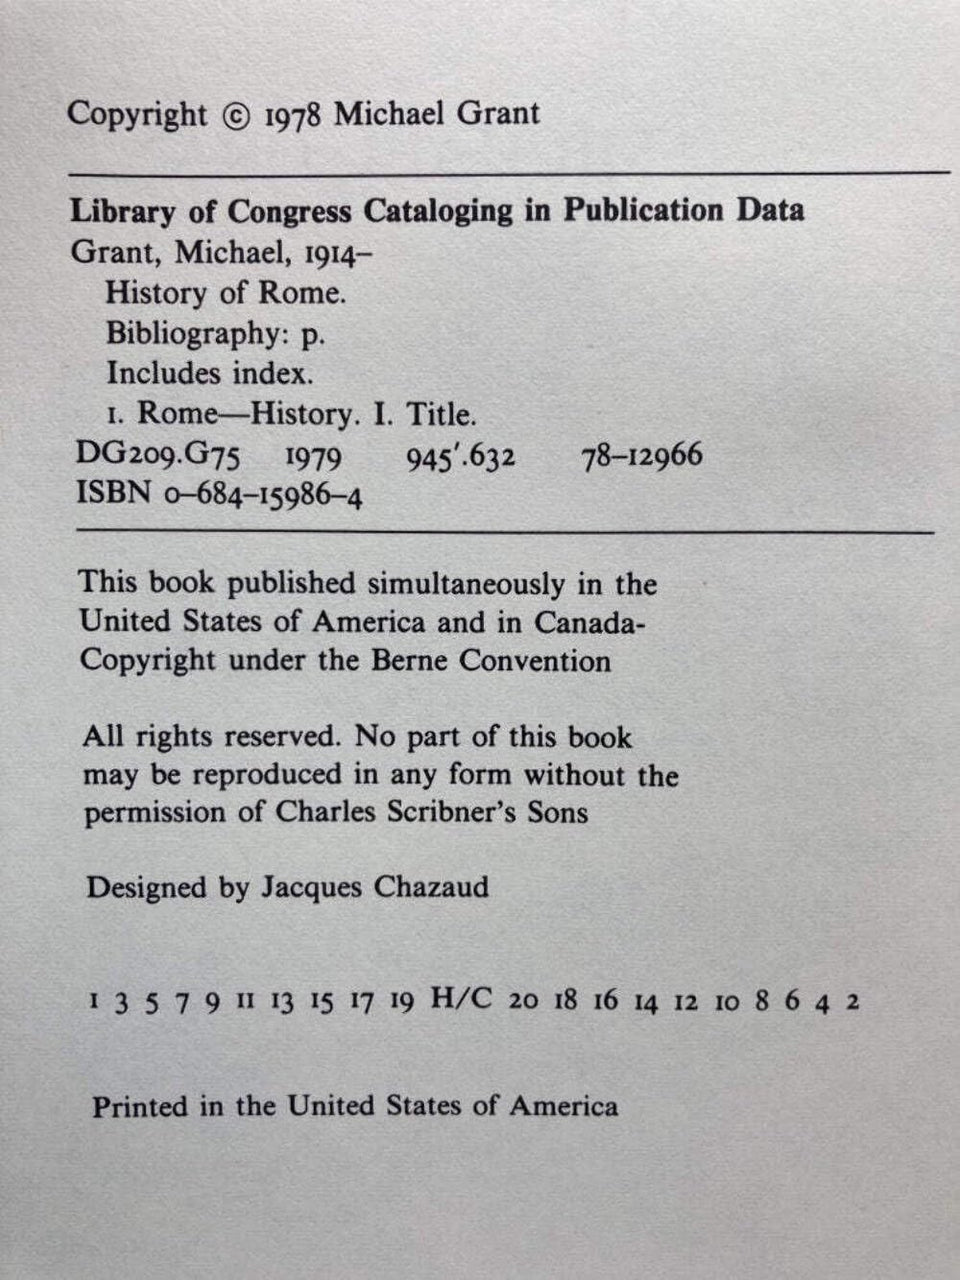 Copyright © 1978 Michael Grant
Library of Congress Cataloging in Publication Data
Grant, Michael, 1914–
History of Rome.
Bibliography: p.
Includes index.
1. Rome—History. I. Title.
DG209.G75 1979 945′.632 78–12966
ISBN 0–684–15986–4
This book published simultaneously in the
United States of America and in Canada-
Copyright under the Berne Convention
All rights reserved. No part of this book
may be reproduced in any form without the
permission of Charles Scribner's Sons
Designed by Jacques Chazaud
1 3 5 7 9 11 13 15 17 19 H/C 20 18 16 14 12 10 8 6 4 2
Printed in the United States of America